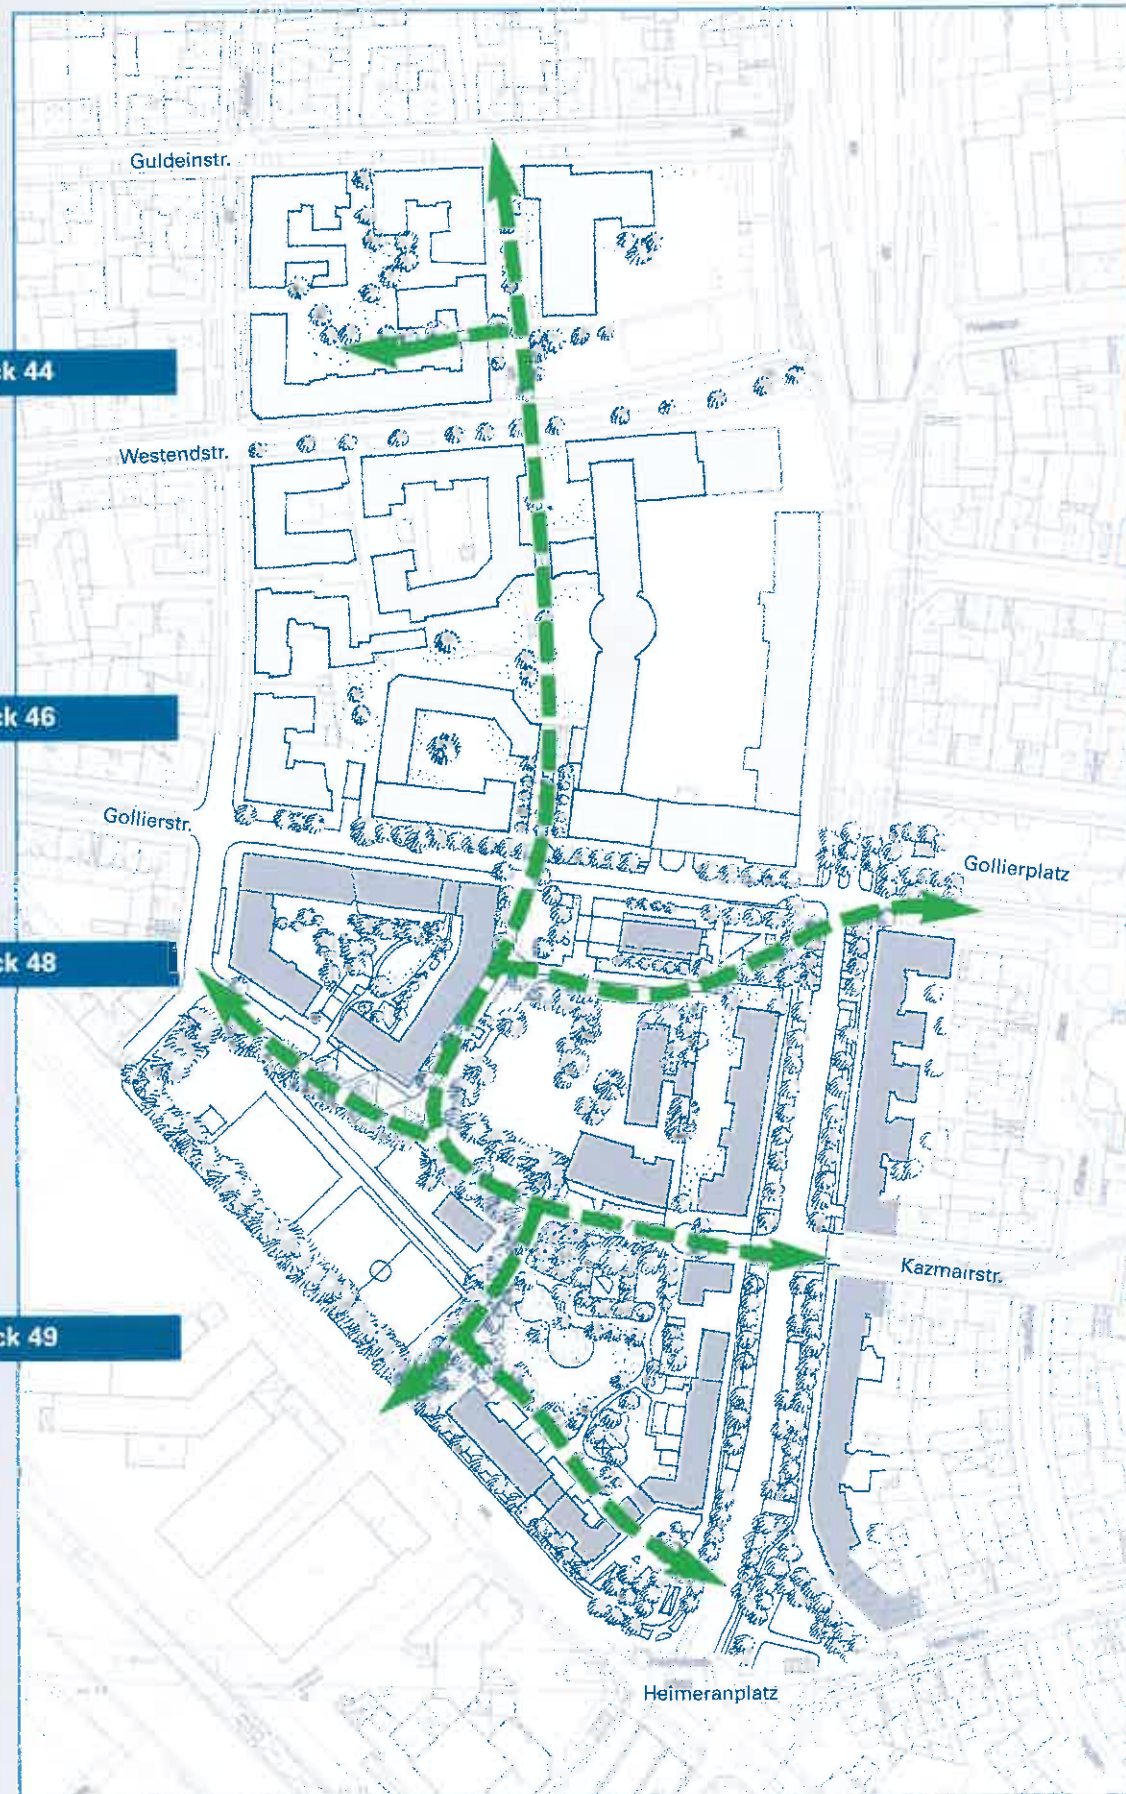 Guldeinstr.
ck 44
Westendstr.
ck 46
Gollierstr.
Gollierplatz
ck 48
Kazmairstr.
ck 49
Heimeranplatz